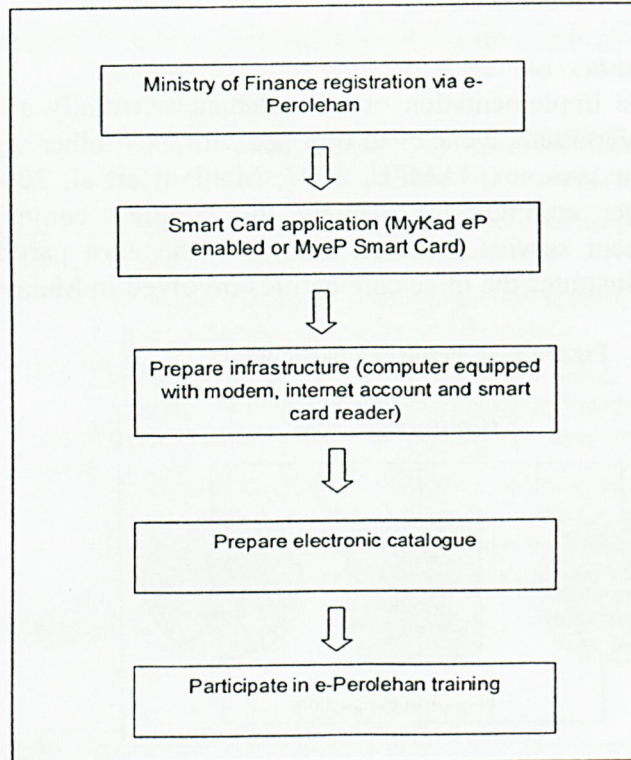 Ministry of Finance registration via e-
Perolehan
Smart Card application (MyKad eP
enabled or MyeP Smart Card)
Prepare infrastructure (computer equipped
with modem, internet account and smart
card reader)
Prepare electronic catalogue
Participate in e-Perolehan training